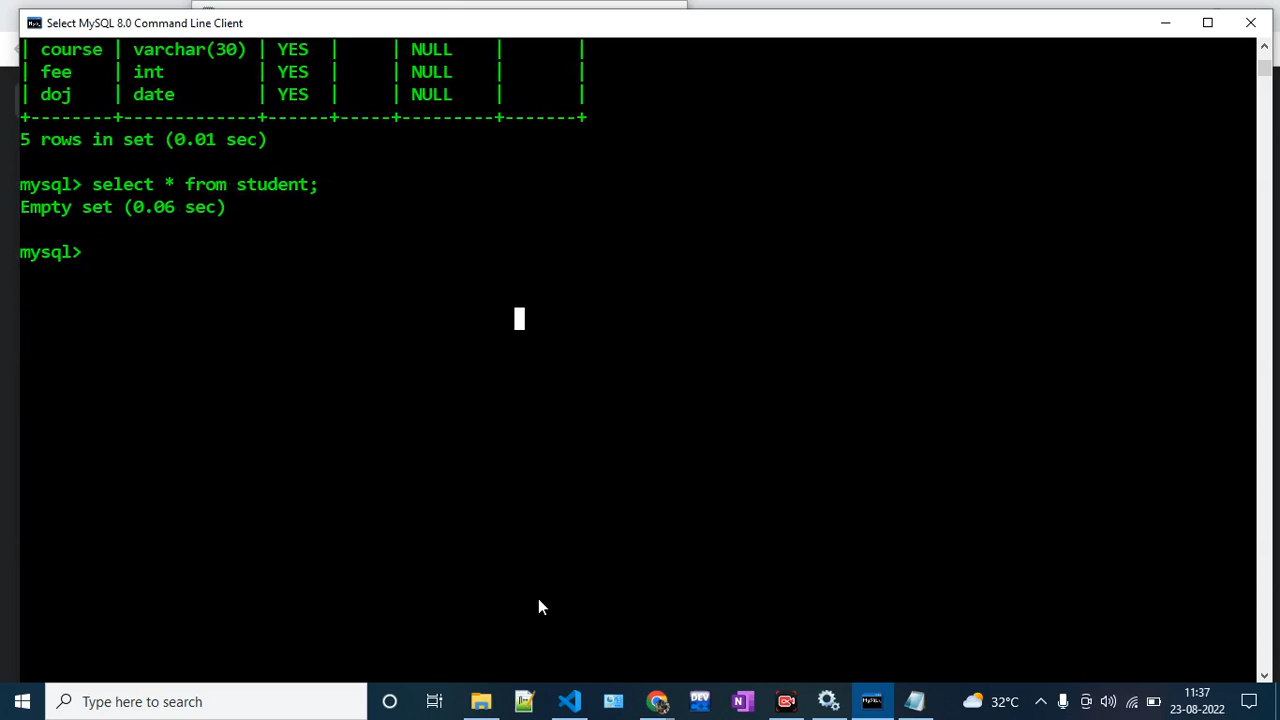 Select MySQL 8.0 Command Line Client
| course | varchar(30) | YES |     | NULL    |       |
| fee    | int         | YES |     | NULL    |       |
| doj    | date        | YES |     | NULL    |       |
+--------+-------------+------+-----+---------+-------+
5 rows in set (0.01 sec)
mysql> select * from student;
Empty set (0.06 sec)
mysql>
Type here to search
DEV
MySQL
32°C
11:37
23-08-2022